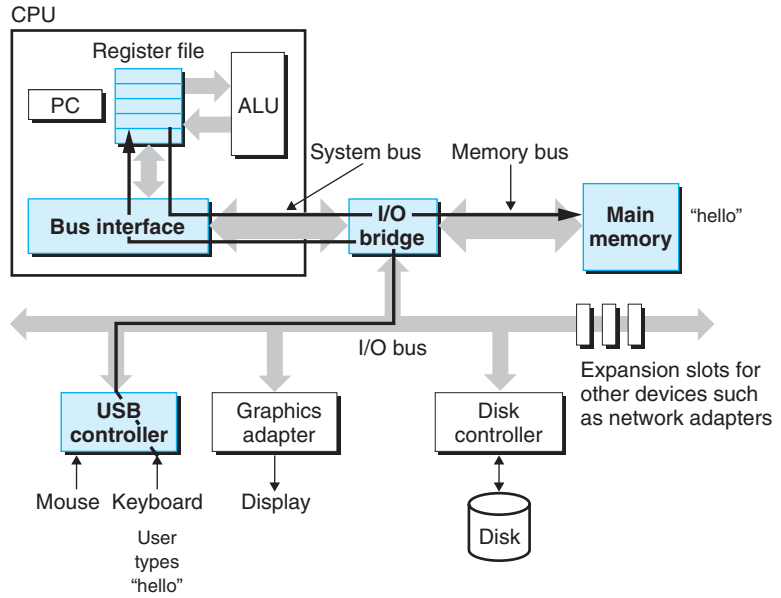 CPU
Register file
PC
ALU
System bus
Memory bus
Bus interface
I/O
bridge
Main
memory
"hello"
I/O bus
Expansion slots for
other devices such
as network adapters
USB
controller
Graphics
adapter
Disk
controller
Mouse
Keyboard
Display
Disk
User
types
"hello"